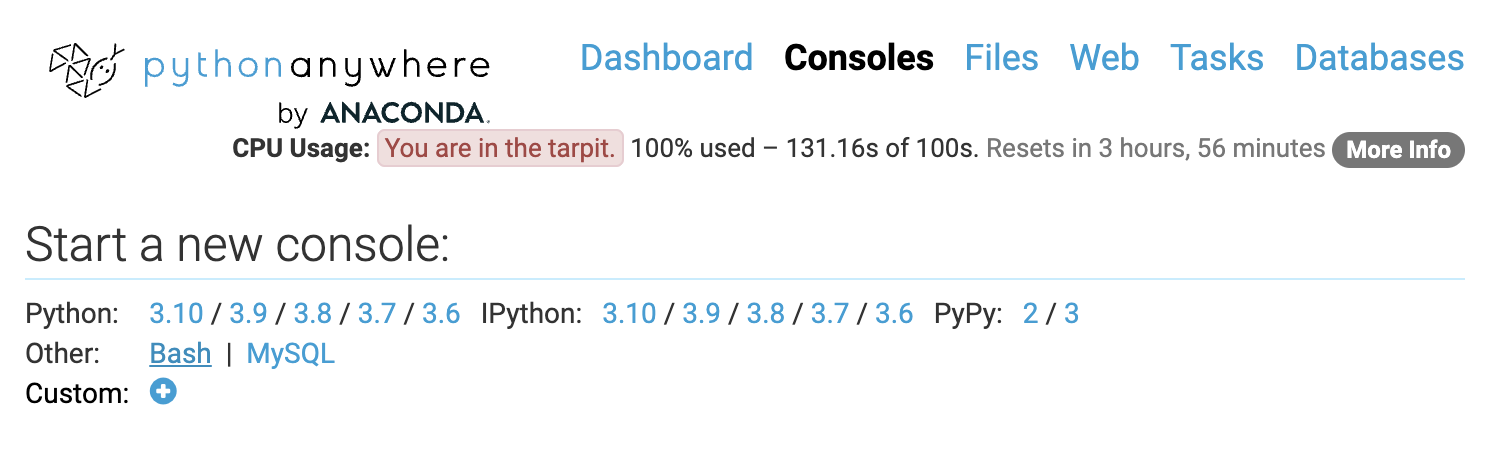 pythonanywhere
by ANACONDA.
Dashboard Consoles Files Web Tasks Databases
CPU Usage: You are in the tarpit. 100% used – 131.16s of 100s. Resets in 3 hours, 56 minutes More Info
Start a new console:
Python: 3.10 / 3.9 / 3.8 / 3.7 / 3.6 IPython: 3.10 / 3.9 / 3.8 / 3.7 / 3.6 PyPy: 2 / 3
Other: Bash | MySQL
Custom: